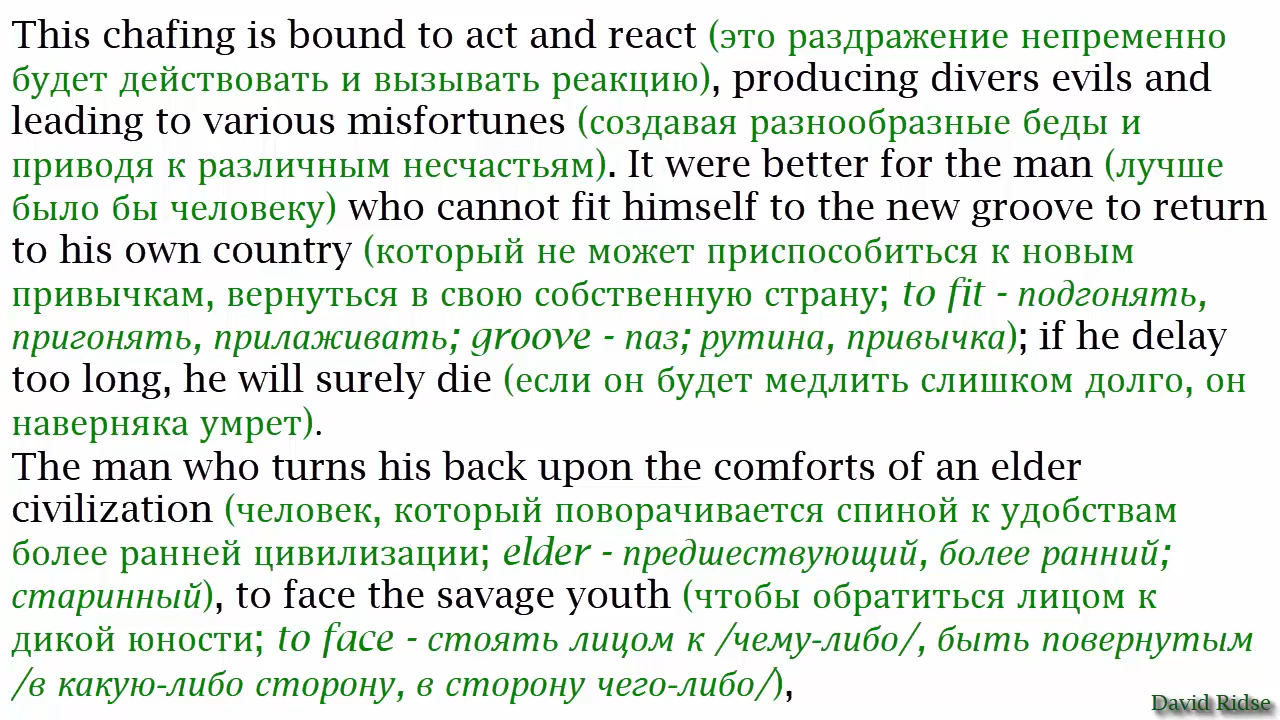 This chafing is bound to act and react (это раздражение непременно
будет действовать и вызывать реакцию), producing divers evils and
leading to various misfortunes (создавая разнообразные беды и
приводя к различным несчастьям). It were better for the man (лучше
было бы человеку) who cannot fit himself to the new groove to return
to his own country (который не может приспособиться к новым
привычкам, вернуться в свою собственную страну; to fit - подгонять,
пригонять, прилаживать; groove - паз; рутина, привычка); if he delay
too long, he will surely die (если он будет медлить слишком долго, он
наверняка умрет).
The man who turns his back upon the comforts of an elder
civilization (человек, который поворачивается спиной к удобствам
более ранней цивилизации; elder - предшествующий, более ранний;
старинный), to face the savage youth (чтобы обратиться лицом к
дикой юности; to face - стоять лицом к /чему-либо/, быть повернутым
/в какую-либо сторону, в сторону чего-либо/),
David Ridse